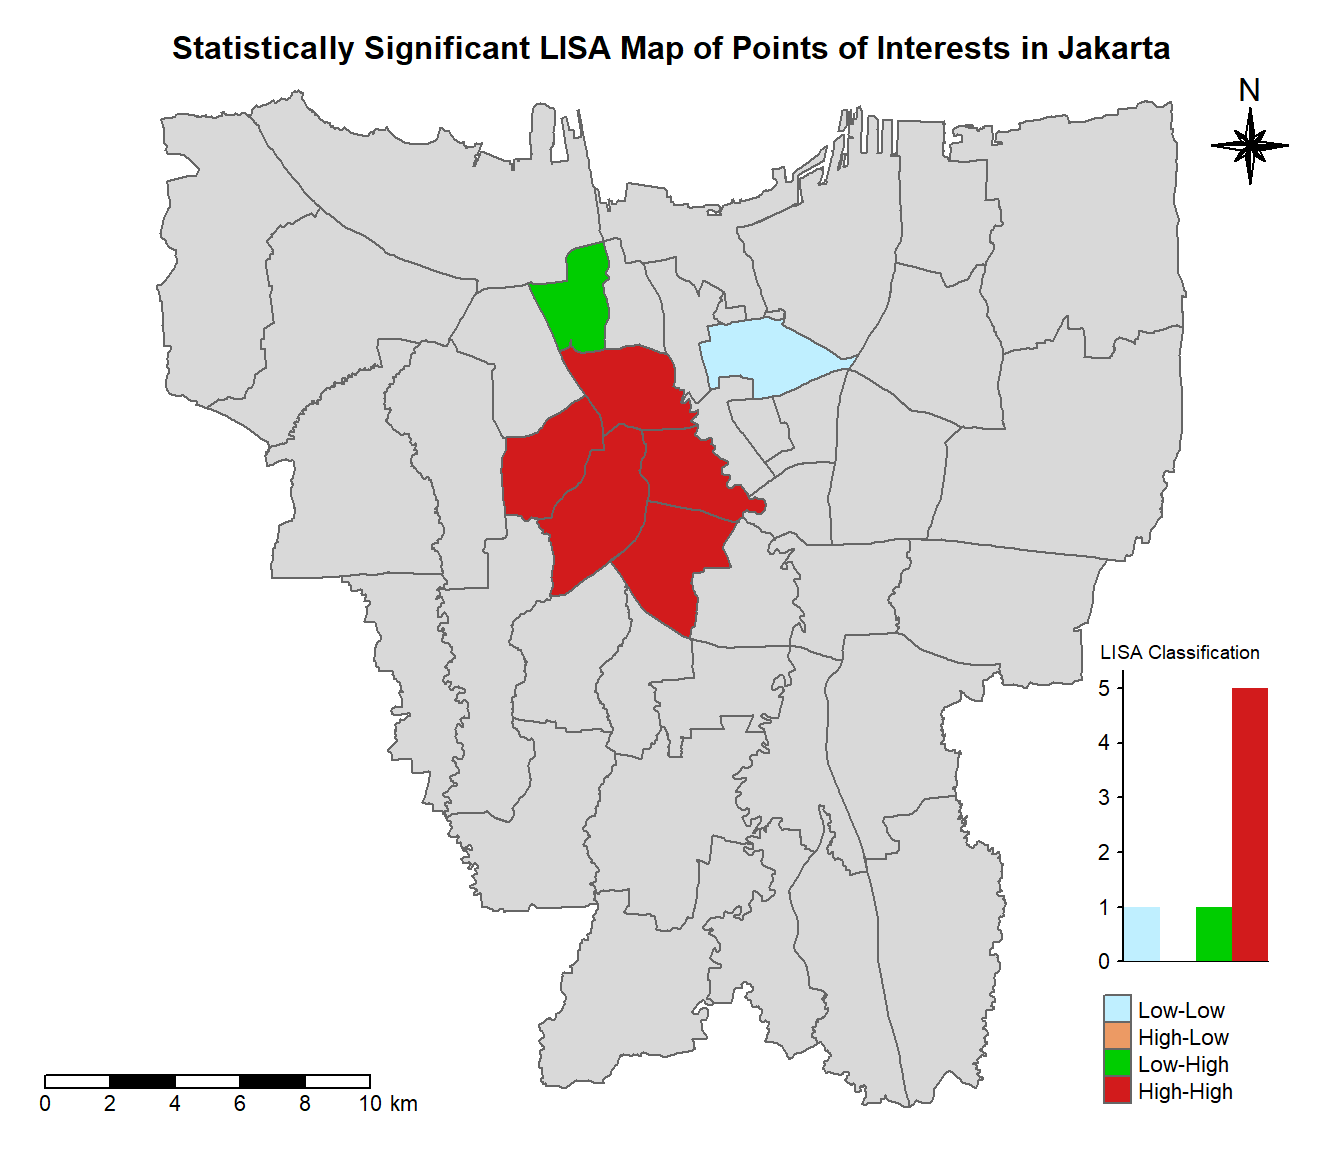 Statistically Significant LISA Map of Points of Interests in Jakarta
N
LISA Classification
5
4
3
2
1
0
Low-Low
High-Low
Low-High
High-High
0 2 4 6 8 10 km